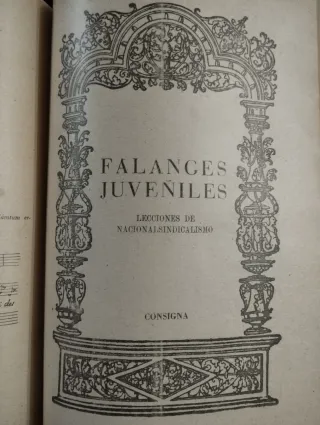 FALANGES
JUVEÑILES
LECCIONES DE
NACIONALSINDICALISMO
CONSIGNA